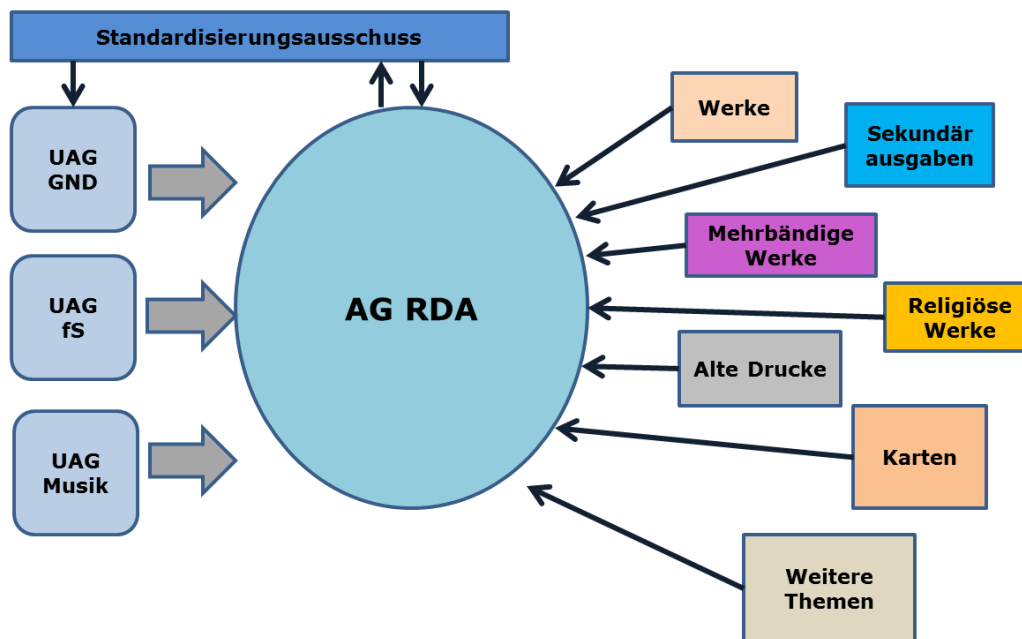 Standardisierungsausschuss
UAG
GND
UAG
fS
UAG
Musik
AG RDA
Werke
Sekundär
ausgaben
Mehrbändige
Werke
Religiöse
Werke
Alte Drucke
Karten
Weitere
Themen